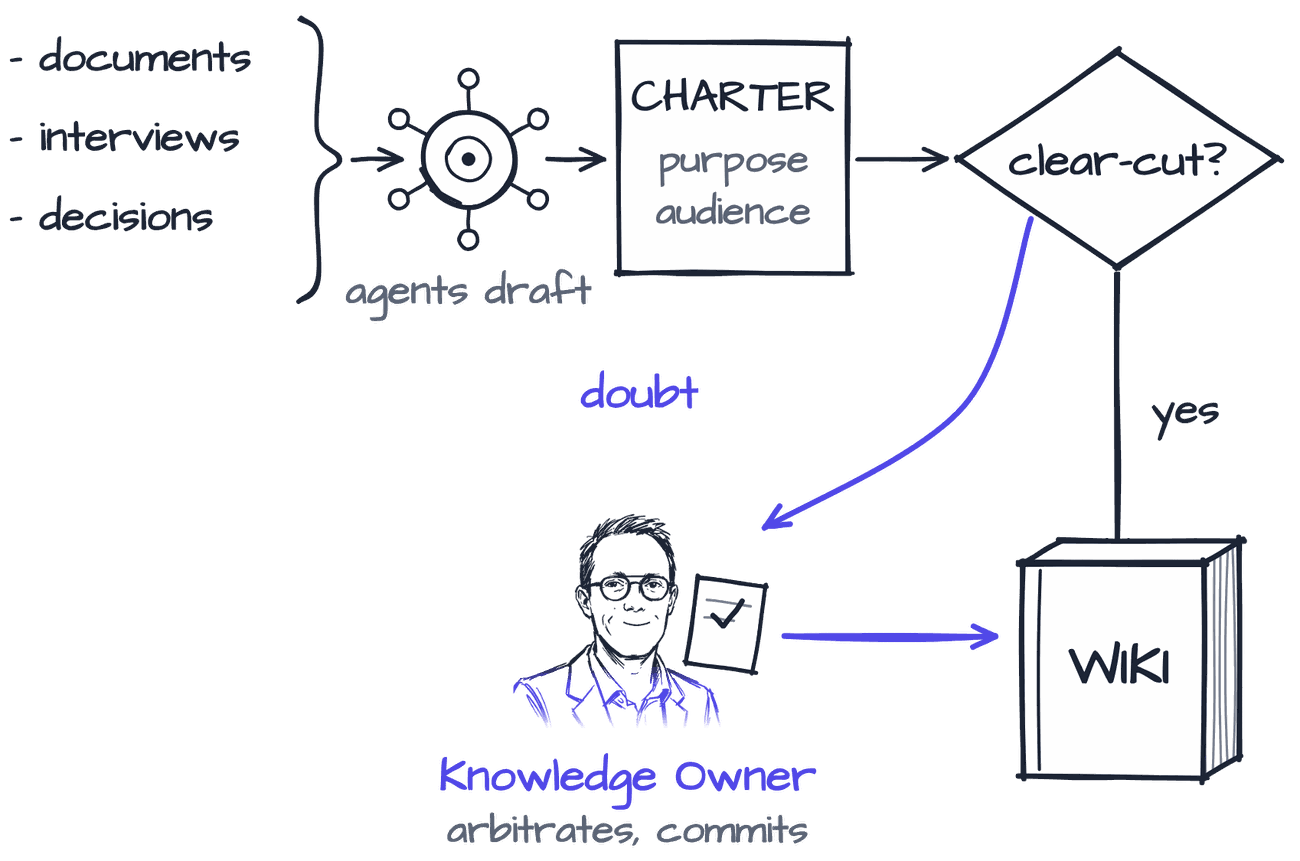 - documents
- interviews
- decisions
agents draft
CHARTER
purpose
audience
clear-cut?
doubt
yes
WIKI
Knowledge Owner
arbitrates, commits